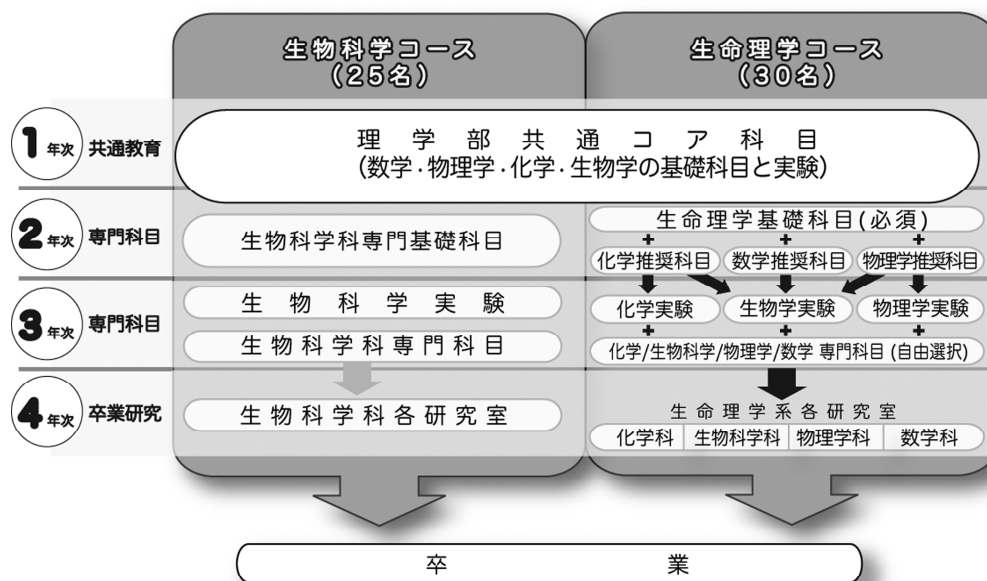 生物科学コース
(25名)
生命理学コース
(30名)
1年次 共通教育
理学部共通コア科目
(数学・物理学・化学・生物学の基礎科目と実験)
2年次 専門科目
生物科学科専門基礎科目
生命理学基礎科目(必須)
+ + +
化学推奨科目 数学推奨科目 物理学推奨科目
3年次 専門科目
生物科学実験
生物科学科専門科目
化学実験 生物学実験 物理学実験
+ + +
化学/生物科学/物理学/数学 専門科目(自由選択)
4年次 卒業研究
生物科学科各研究室
生命理学系各研究室
化学科 生物科学科 物理学科 数学科
卒業